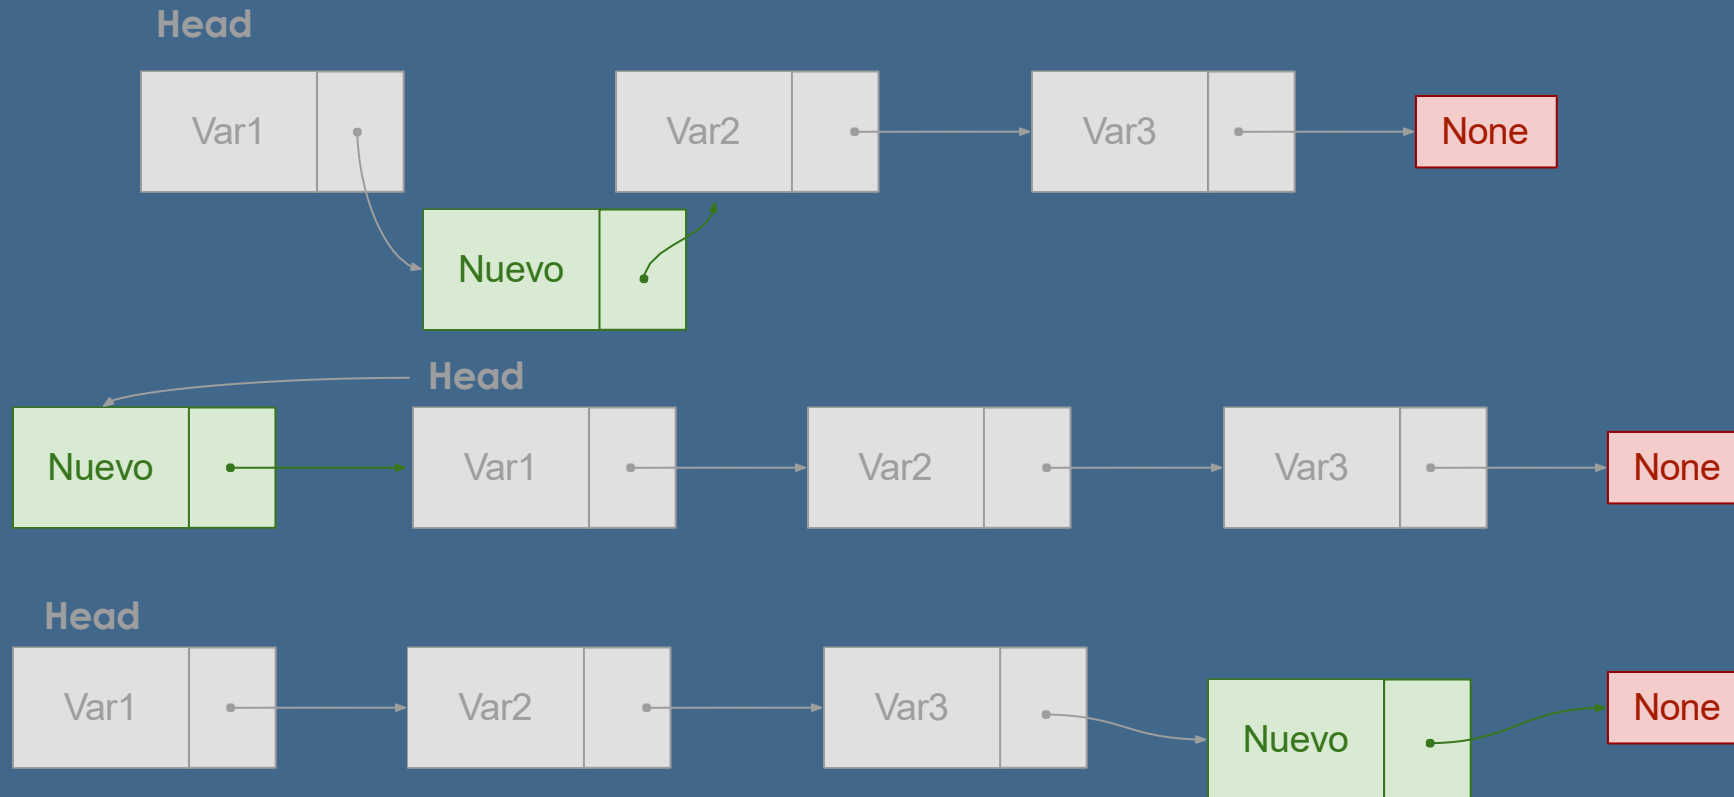 Head
Var1 Var2 Var3 None
Nuevo
Head
Nuevo Var1 Var2 Var3 None
Head
Var1 Var2 Var3 None
Nuevo